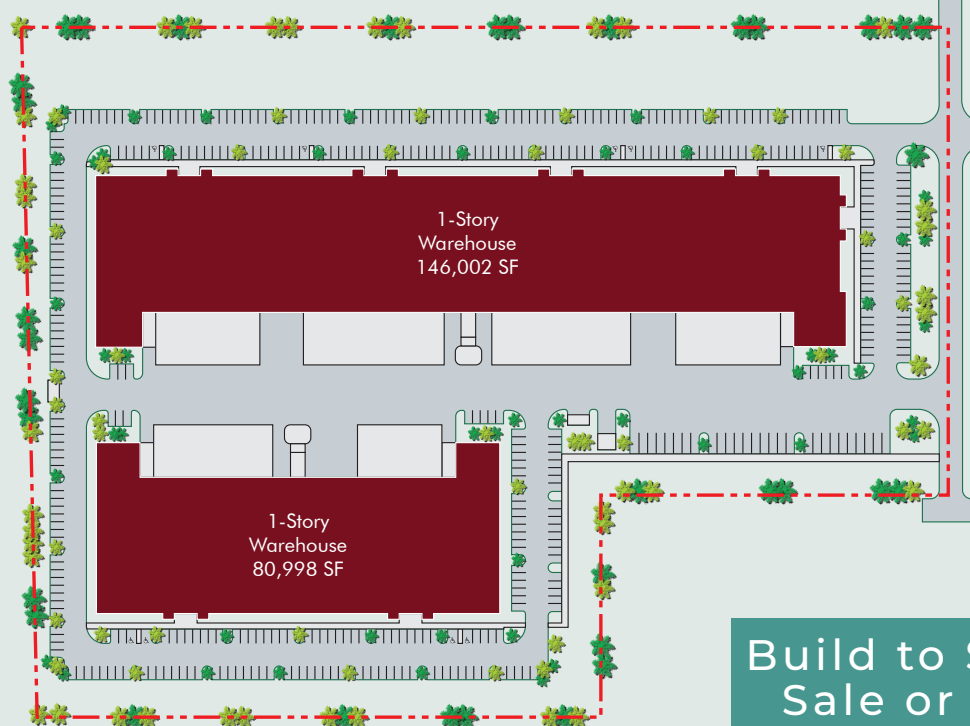 1-Story
Warehouse
146,002 SF
1-Story
Warehouse
80,998 SF
Build to
Sale or